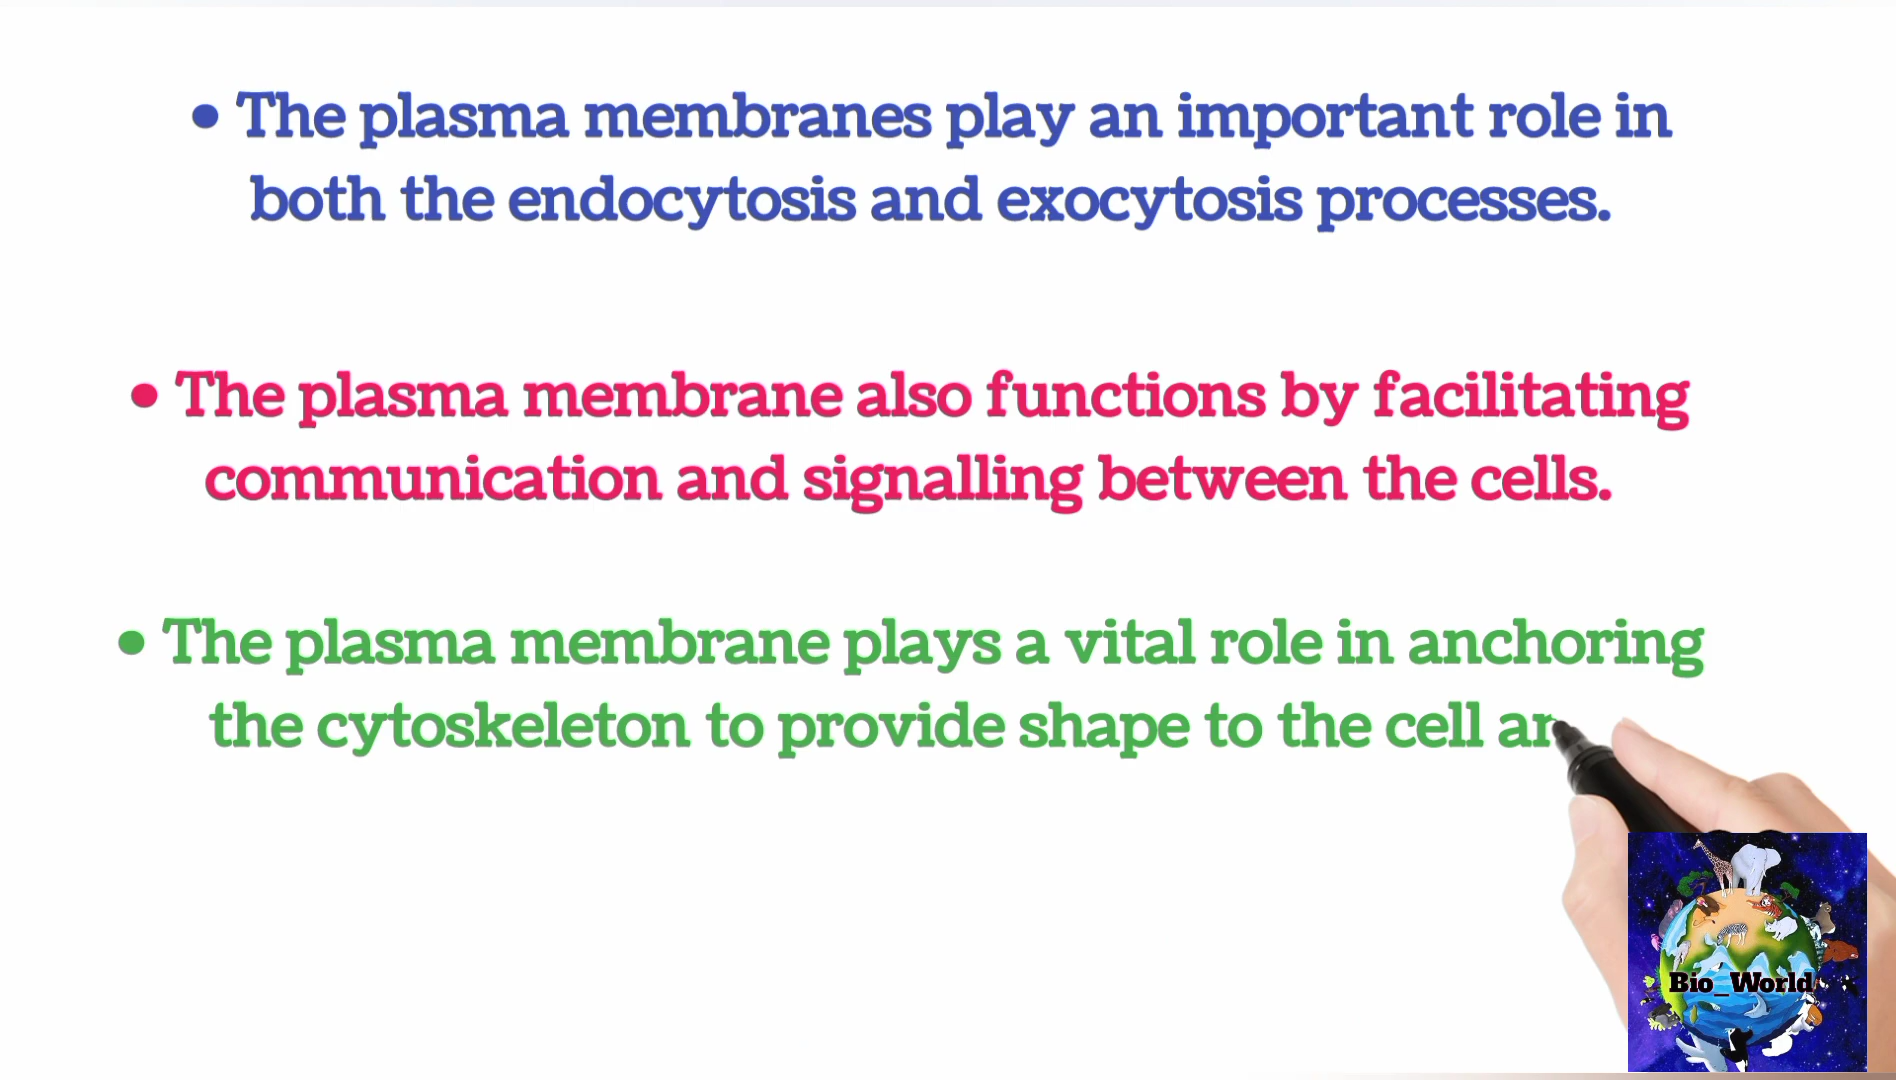 • The plasma membranes play an important role in
both the endocytosis and exocytosis processes.
• The plasma membrane also functions by facilitating
communication and signalling between the cells.
• The plasma membrane plays a vital role in anchoring
the cytoskeleton to provide shape to the cell
Bio_World